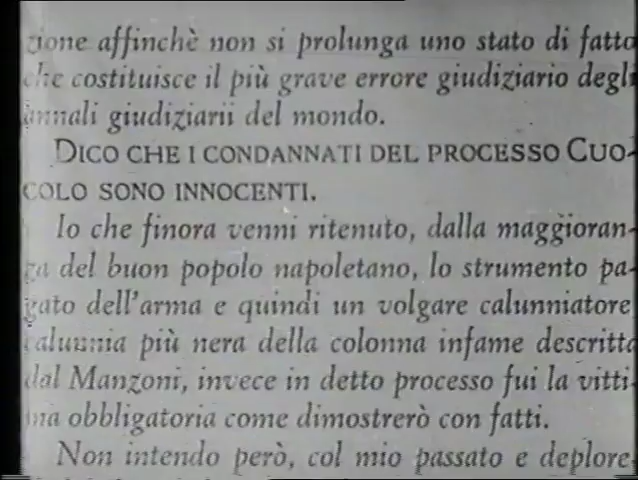 zione affinchè non si prolunga uno stato di fatto
che costituisce il più grave errore giudiziario degli
annali giudiziarii del mondo.
DICO CHE I CONDANNATI DEL PROCESSO CUO-
COLO SONO INNOCENTI.
Io che finora venni ritenuto, dalla maggioran-
za del buon popolo napoletano, lo strumento pa-
gato dell'arma e quindi un volgare calunniatore
calunnia più nera della colonna infame descritta
dal Manzoni, invece in detto processo fui la vitti-
ma obbligatoria come dimostrerò con fatti.
Non intendo però, col mio passato e deplore-